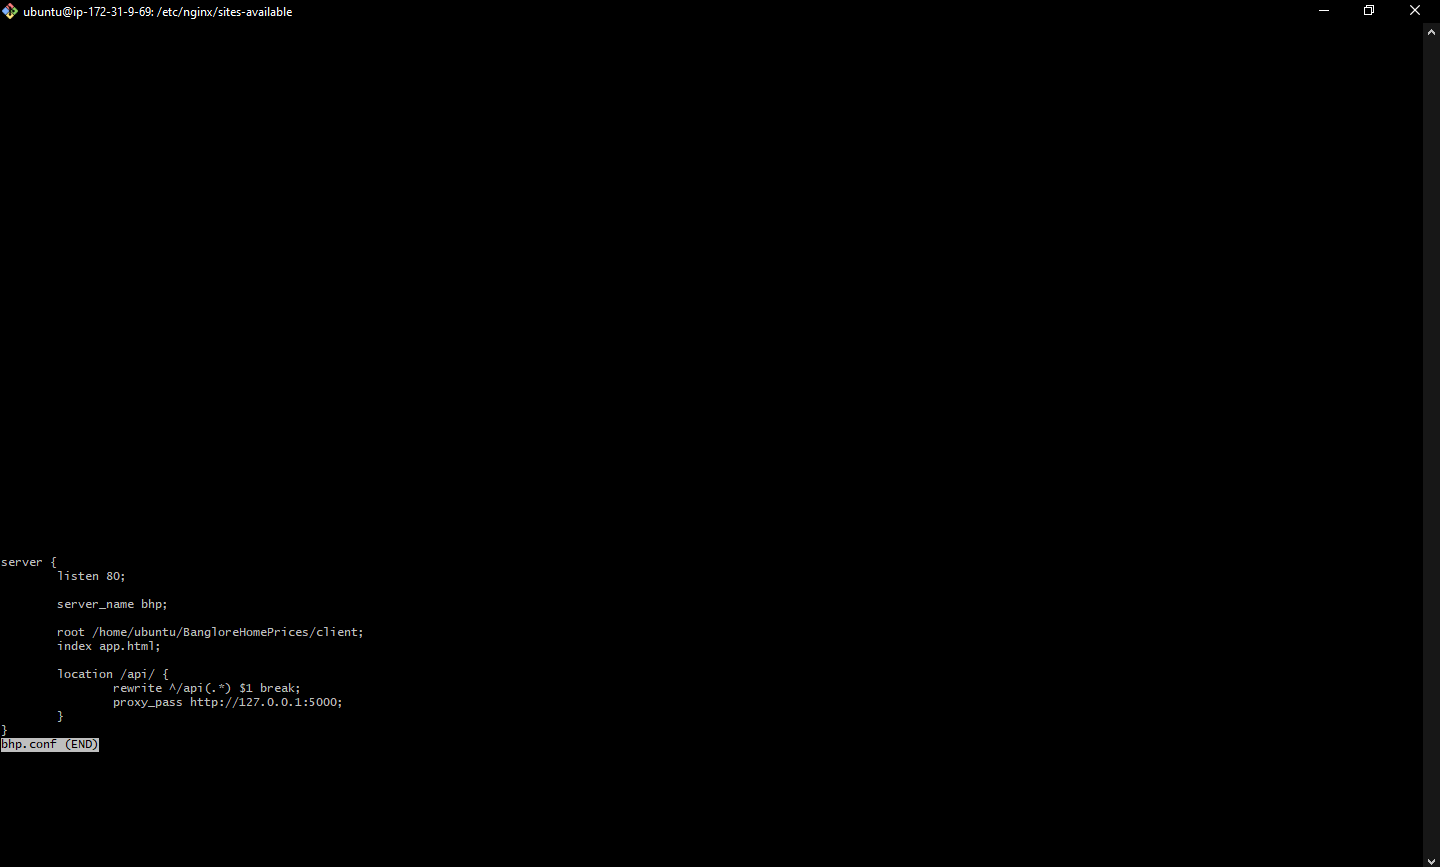 ubuntu@ip-172-31-9-69: /etc/nginx/sites-available
server {
        listen 80;
        server_name bhp;
        root /home/ubuntu/BangloreHomePrices/client;
        index app.html;
        location /api/ {
                rewrite ^/api(.*) $1 break;
                proxy_pass http://127.0.0.1:5000;
        }
}
bhp.conf (END)